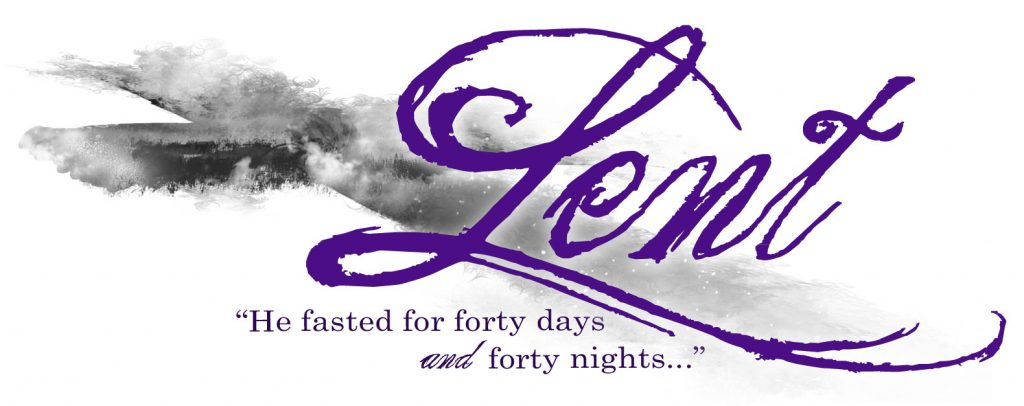 Lent
“He fasted for forty days
and forty nights...”